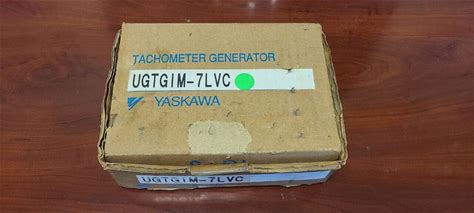 TACHOMETER GENERATOR
UGTGIM-7LVC
YASKAWA
UGTGIM-7LVC